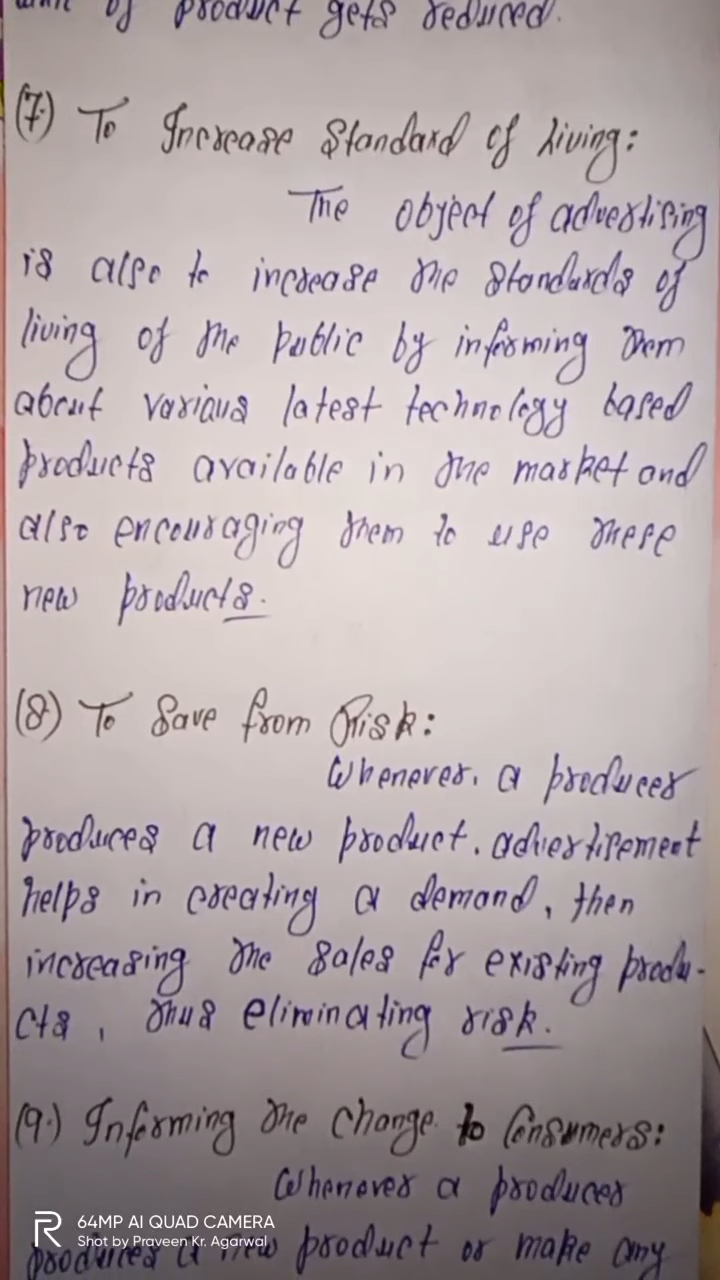 unit of product gets reduced.
(7.) To Increase Standard of Living:
The object of advertising
is also to increase the standards of
living of the public by informing them
about various latest technology based
products available in the market and
also encouraging them to use these
new products.
(8) To Save from Risk:
Whenever, a producer
produces a new product. advertisement
helps in creating a demand, then
increasing the sales for existing produ-
cts, thus eliminating risk.
(9.) Informing the Change to Consumers:
Whenever a producer
produces a new product or make any
64MP AI QUAD CAMERA
Shot by Praveen Kr. Agarwal